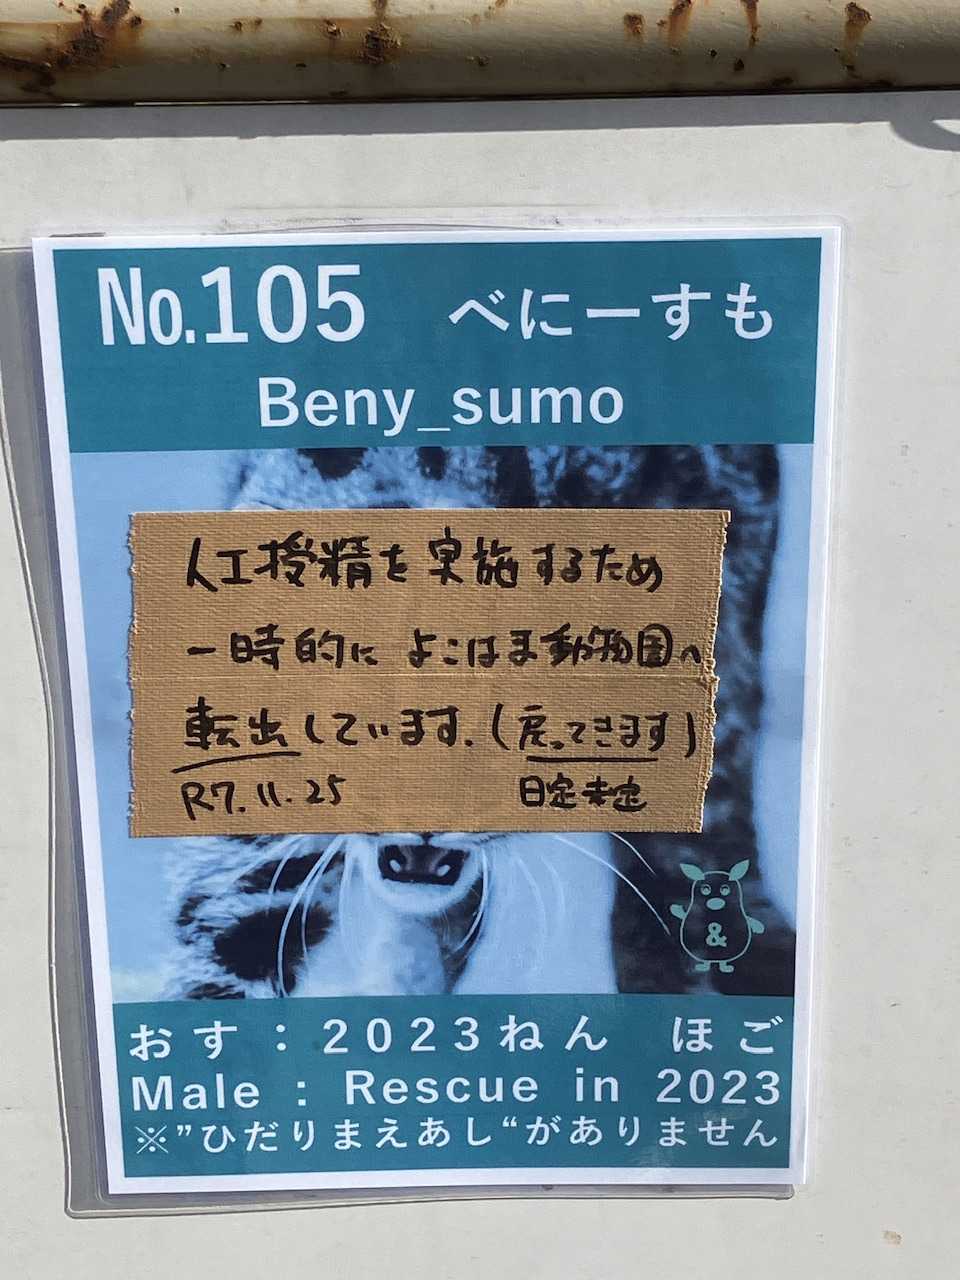 No.105 べにーすも
Beny_sumo
人工授精を実施するため
一時的に よこはま動物園へ
転出しています.(戻ってきます)
R7.11.25 日定未定
&
おす:2023ねん ほご
Male : Rescue in 2023
※”ひだりまえあし“がありません